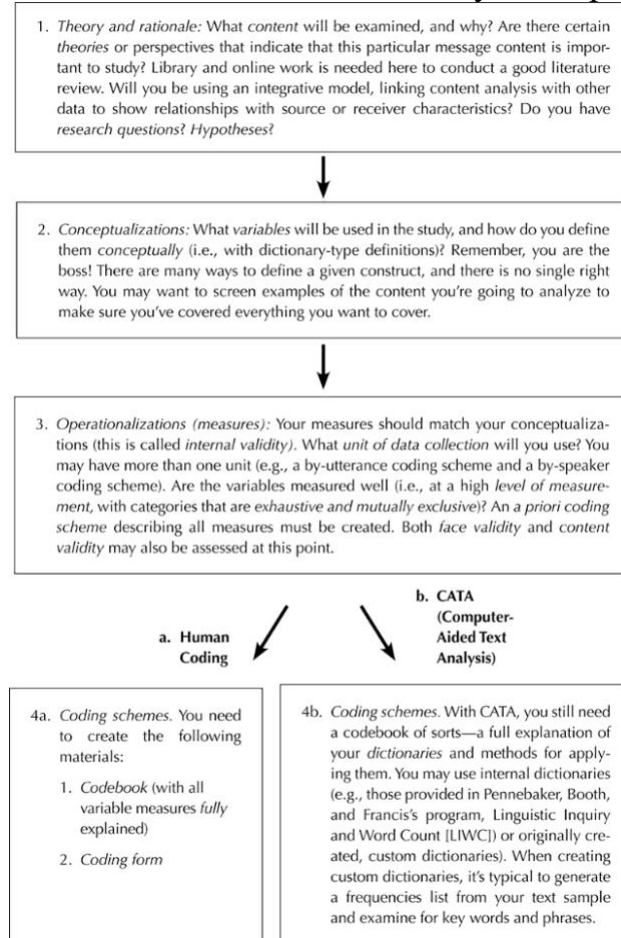 1. Theory and rationale: What content will be examined, and why? Are there certain
theories or perspectives that indicate that this particular message content is impor-
tant to study? Library and online work is needed here to conduct a good literature
review. Will you be using an integrative model, linking content analysis with other
data to show relationships with source or receiver characteristics? Do you have
research questions? Hypotheses?
2. Conceptualizations: What variables will be used in the study, and how do you define
them conceptually (i.e., with dictionary-type definitions)? Remember, you are the
boss! There are many ways to define a given construct, and there is no single right
way. You may want to screen examples of the content you're going to analyze to
make sure you've covered everything you want to cover.
3. Operationalizations (measures): Your measures should match your conceptualiza-
tions (this is called internal validity). What unit of data collection will you use? You
may have more than one unit (e.g., a by-utterance coding scheme and a by-speaker
coding scheme). Are the variables measured well (i.e., at a high level of measure-
ment, with categories that are exhaustive and mutually exclusive)? An a priori coding
scheme describing all measures must be created. Both face validity and content
validity may also be assessed at this point.
a. Human
Coding
b. CATA
(Computer-
Aided Text
Analysis)
4a. Coding schemes. You need
to create the following
materials:
1. Codebook (with all
variable measures fully
explained)
2. Coding form
4b. Coding schemes. With CATA, you still need
a codebook of sorts—a full explanation of
your dictionaries and methods for apply-
ing them. You may use internal dictionaries
(e.g., those provided in Pennebaker, Booth,
and Francis's program, Linguistic Inquiry
and Word Count [LIWC]) or originally cre-
ated, custom dictionaries). When creating
custom dictionaries, it's typical to generate
a frequencies list from your text sample
and examine for key words and phrases.